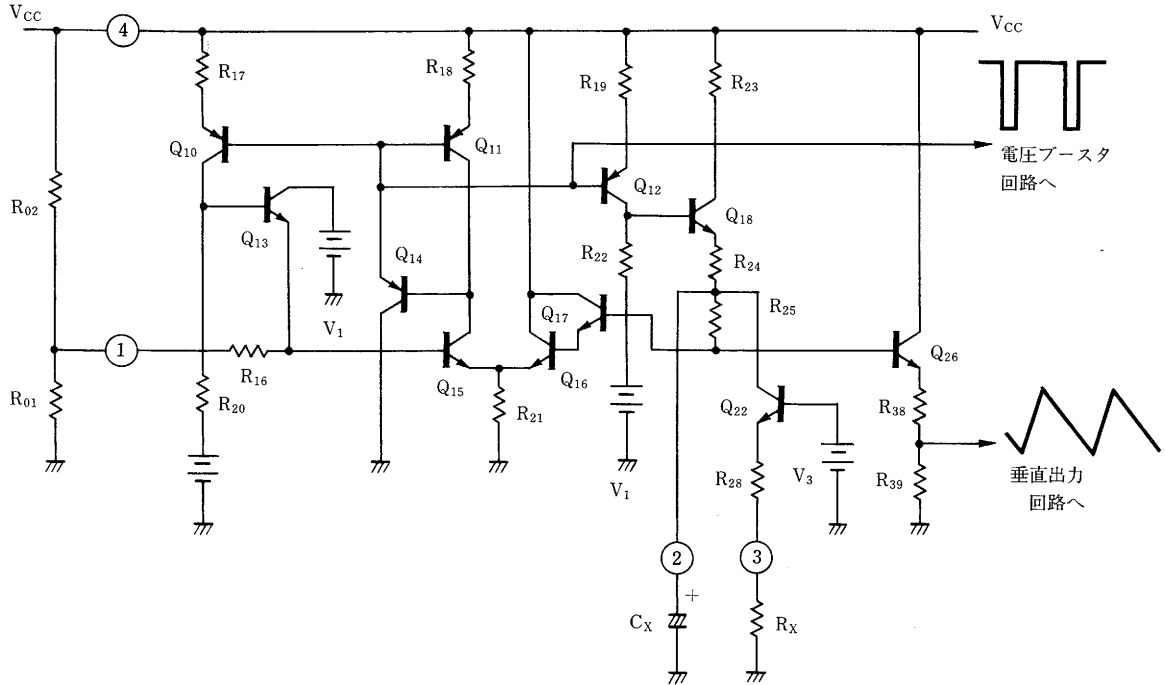 VCC
4
VCC
R17
R18
R19
R23
Q10
Q11
電圧ブースタ
回路へ
Q12
R02
Q13
Q18
Q14
R22
R24
V1
Q17
R25
1
R16
Q15
Q16
Q26
R01
R20
R21
Q22
R38
V1
R28
V3
R39
垂直出力
回路へ
2
3
+
CX
RX